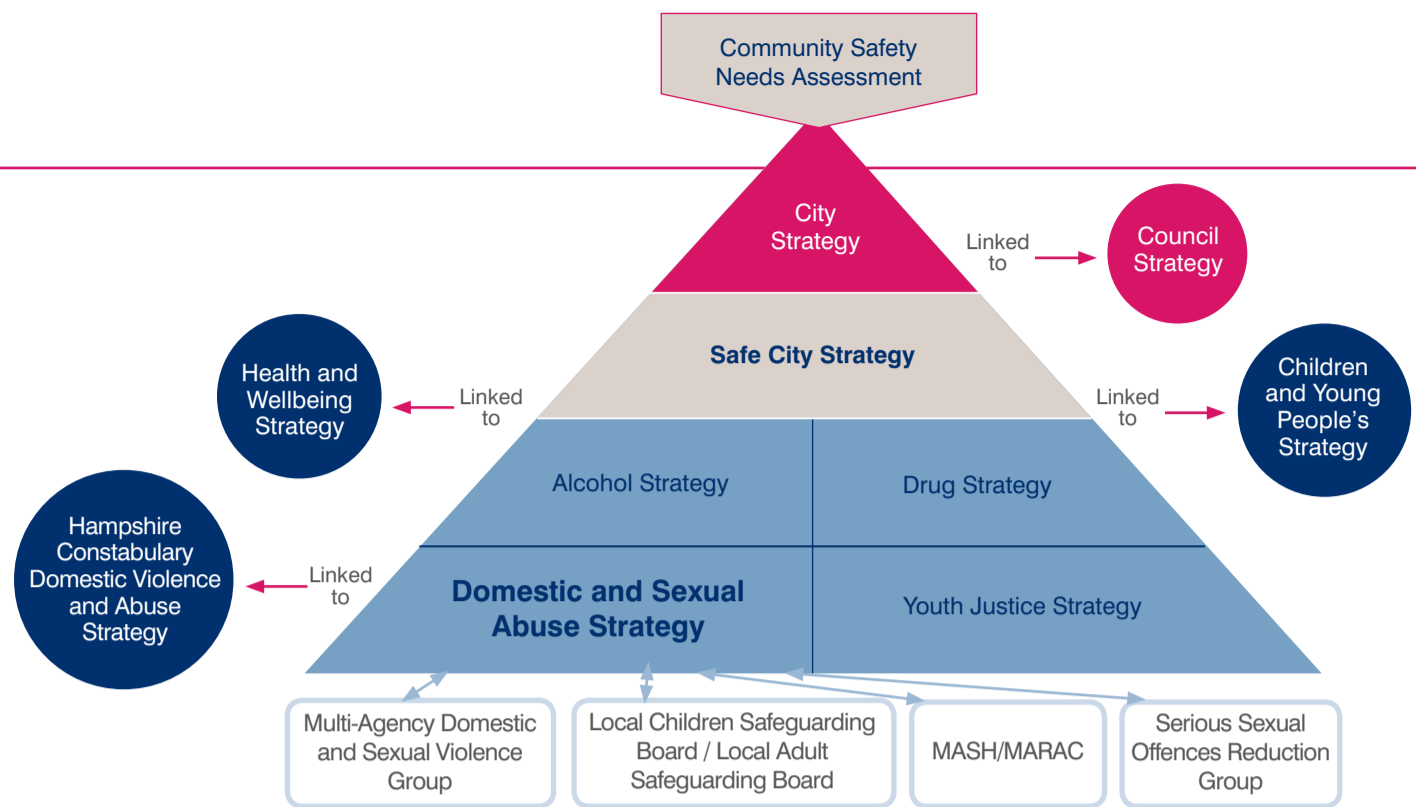 Community Safety
Needs Assessment
City
Strategy
Linked
to
Council
Strategy
Safe City Strategy
Health and
Wellbeing
Strategy
Linked
to
Linked
to
Children
and Young
People’s
Strategy
Alcohol Strategy
Drug Strategy
Hampshire
Constabulary
Domestic Violence
and Abuse
Strategy
Linked
to
Domestic and Sexual
Abuse Strategy
Youth Justice Strategy
Multi-Agency Domestic
and Sexual Violence
Group
Local Children Safeguarding
Board / Local Adult
Safeguarding Board
MASH/MARAC
Serious Sexual
Offences Reduction
Group